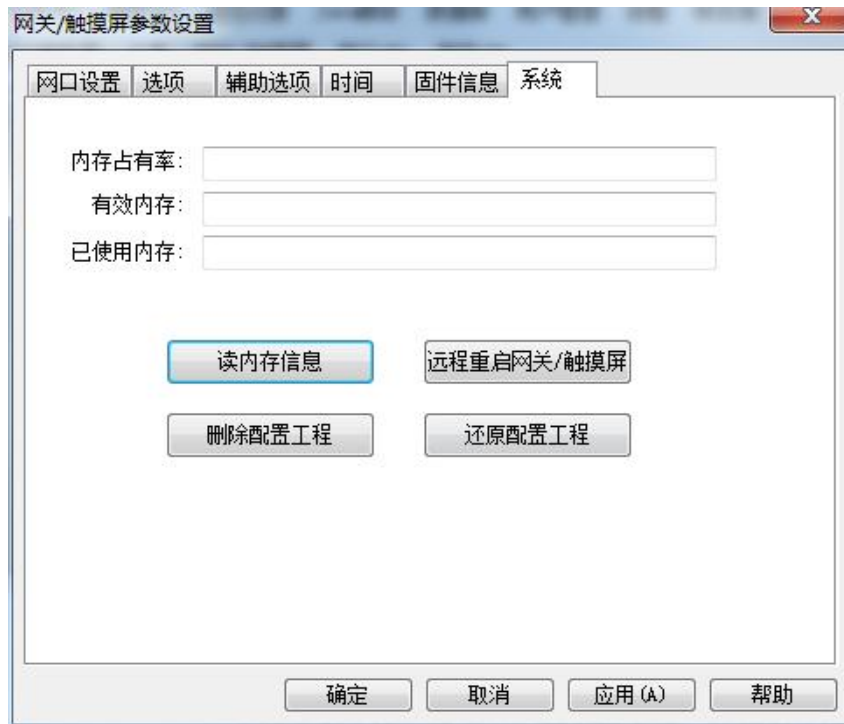 网关/触摸屏参数设置
网口设置 选项 辅助选项 时间 固件信息 系统
内存占有率:
有效内存:
已使用内存:
读内存信息 远程重启网关/触摸屏
删除配置工程 还原配置工程
确定 取消 应用(A) 帮助